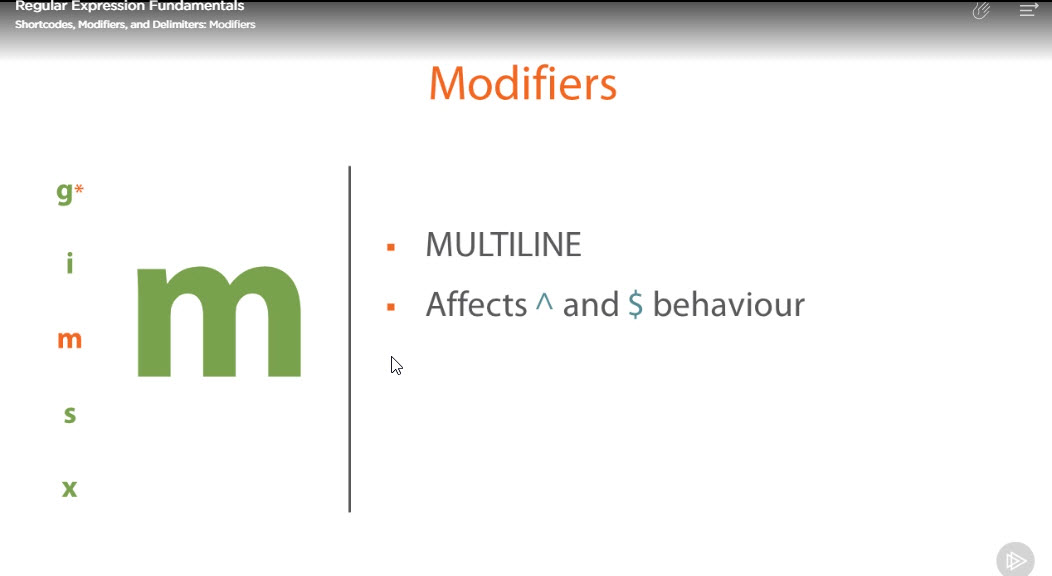 Regular Expression Fundamentals
Shortcodes, Modifiers, and Delimiters: Modifiers
Modifiers
g*
i
m
s
x
m
MULTILINE
Affects ^ and $ behaviour